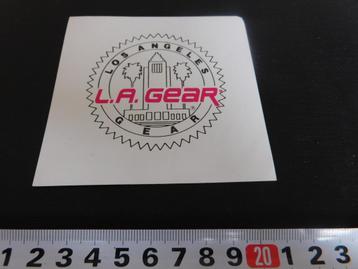 LOS ANGELES
L.A. GEAR
GEAR
1 2 3 4 5 6 7 8 9 20 1 2 3